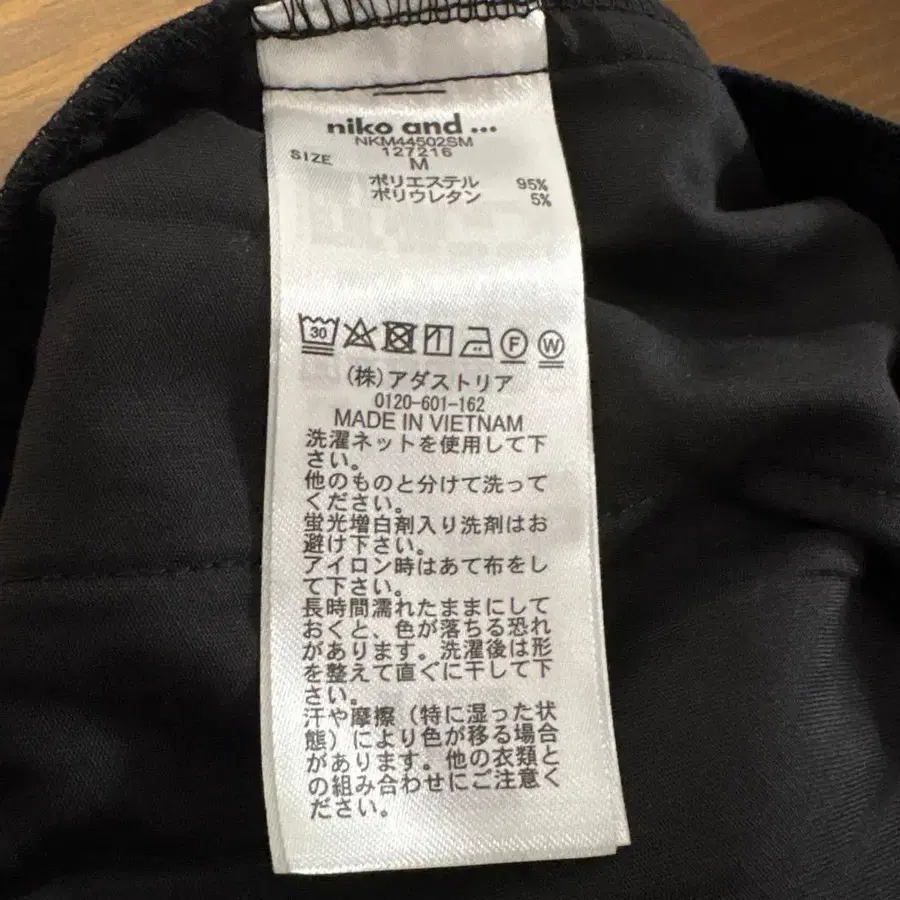 niko and ...
NKM44502SM
127216
SIZE M
ポリエステル 95%
ポリウレタン 5%
30 F W
(株)アダストリア
0120-601-162
MADE IN VIETNAM
洗濯ネットを使用して下
さい。
他のものと分けて洗って
ください。
蛍光増白剤入り洗剤はお
避け下さい。
アイロン時はあて布をし
て下さい。
長時間濡れたままにして
おくと、色が落ちる恐れ
があります。洗濯後は形
を整えて直ぐに干して下
さい。
汗や摩擦（特に湿った状
態）により色が移る場合
があります。他の衣類と
の組み合わせにご注意く
ださい。